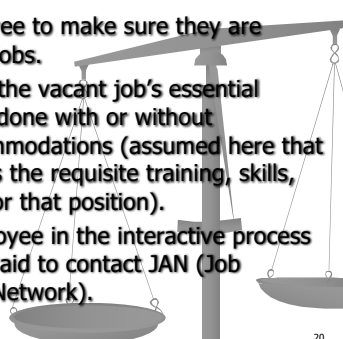 ee to make sure they are
obs.
the vacant job's essential
done with or without
nmodations (assumed here that
s the requisite training, skills,
or that position).
oyee in the interactive process
aid to contact JAN (Job
Network).
20